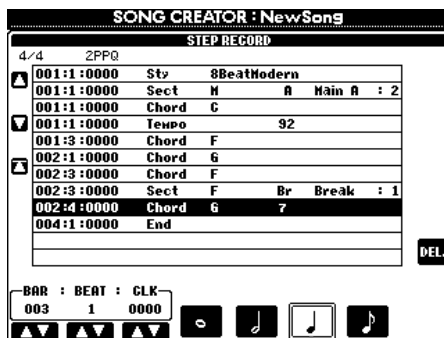 SONG CREATOR : NewSong
STEP RECORD
4/4 2PPQ
001:1:0000 Sty 8BeatModern
001:1:0000 Sect M A Main A : 2
001:1:0000 Chord C
001:1:0000 Tempo 92
001:3:0000 Chord F
002:1:0000 Chord G
002:3:0000 Chord F
002:3:0000 Sect F Br Break : 1
002:4:0000 Chord G 7
004:1:0000 End
DEL.
BAR : BEAT : CLK
003 1 0000